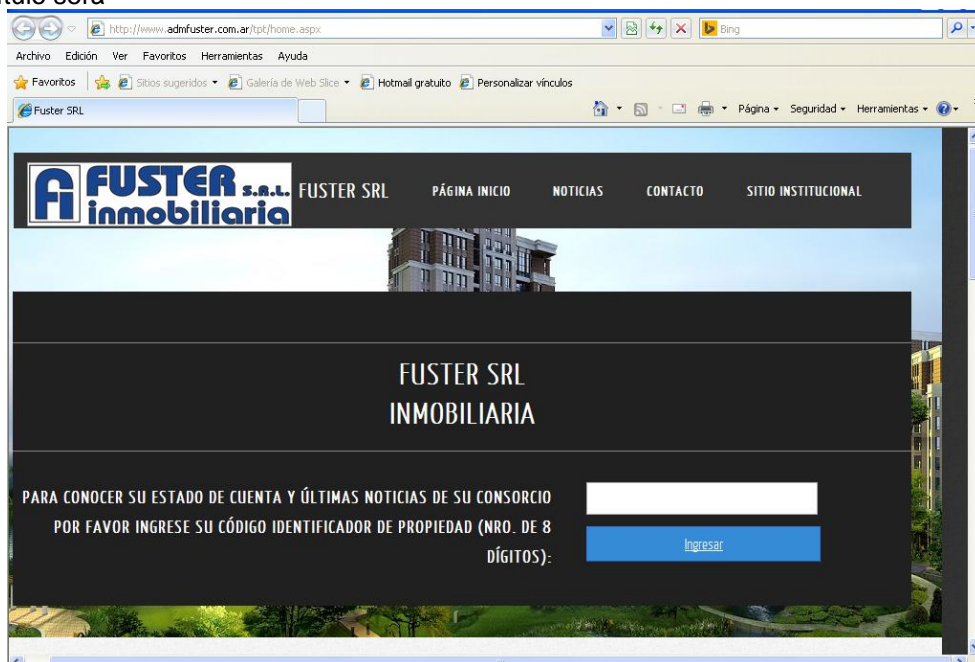 http://www.admfuster.com.ar/tpt/home.aspx
Bing
Archivo Edición Ver Favoritos Herramientas Ayuda
Favoritos Sitios sugeridos Galería de Web Slice Hotmail gratuito Personalizar vínculos
Fuster SRL
Página Seguridad Herramientas
FUSTER S.R.L.
inmobiliaria
FUSTER SRL PÁGINA INICIO NOTICIAS CONTACTO SITIO INSTITUCIONAL
FUSTER SRL
INMOBILIARIA
PARA CONOCER SU ESTADO DE CUENTA Y ÚLTIMAS NOTICIAS DE SU CONSORCIO
POR FAVOR INGRESE SU CÓDIGO IDENTIFICADOR DE PROPIEDAD (NRO. DE 8
DÍGITOS):
Ingresar